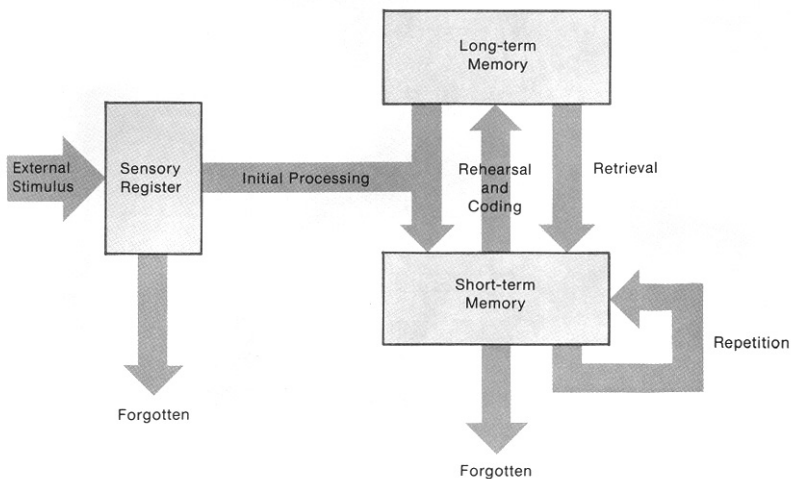 Long-term
Memory
External
Stimulus
Sensory
Register
Initial Processing
Rehearsal
and
Coding
Retrieval
Short-term
Memory
Repetition
Forgotten
Forgotten